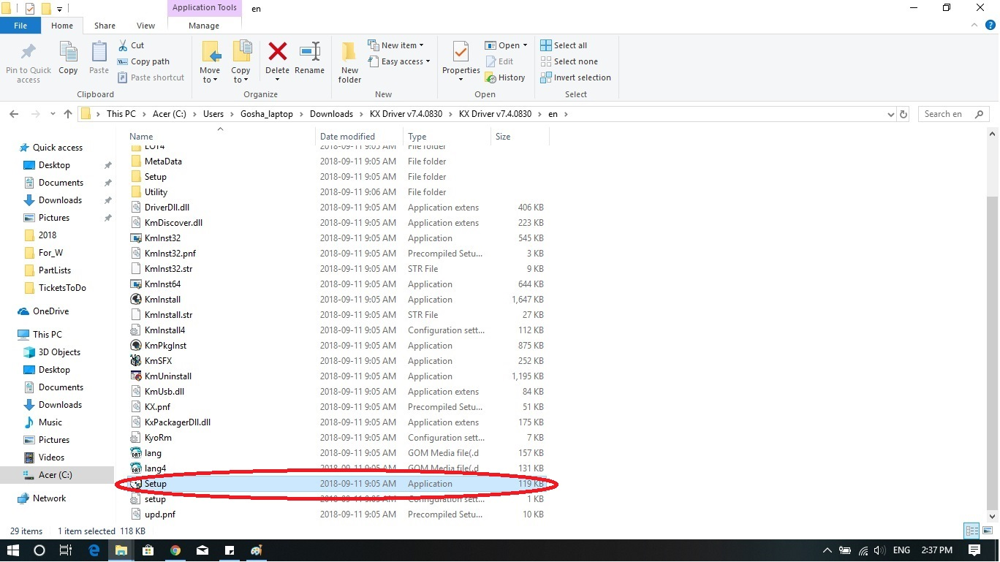 Application Tools en
File Home Share View Manage
Pin to Quick access
Copy
Paste
Cut
Copy path
Paste shortcut
Clipboard
Move to
Copy to
Delete
Rename
Organize
New folder
New item
Easy access
New
Properties
Open
Edit
History
Open
Select all
Select none
Invert selection
Select
This PC Acer (C:) Users Gosha_laptop Downloads KX Driver v7.4.0830 KX Driver v7.4.0830 en
Search en
Quick access
Desktop
Documents
Downloads
Pictures
2018
For_W
PartLists
TicketsToDo
OneDrive
This PC
3D Objects
Desktop
Documents
Downloads
Music
Pictures
Videos
Acer (C:)
Network
Name Date modified Type Size
LOT4 2018-09-11 9:05 AM File folder
MetaData 2018-09-11 9:05 AM File folder
Setup 2018-09-11 9:05 AM File folder
Utility 2018-09-11 9:06 AM File folder
DriverDll.dll 2018-09-11 9:05 AM Application extens 406 KB
KmDiscover.dll 2018-09-11 9:05 AM Application extens 223 KB
KmInst32 2018-09-11 9:05 AM Application 545 KB
KmInst32.pnf 2018-09-11 9:05 AM Precompiled Setu... 3 KB
KmInst32.str 2018-09-11 9:05 AM STR File 9 KB
KmInst64 2018-09-11 9:05 AM Application 644 KB
KmInstall 2018-09-11 9:05 AM Application 1,647 KB
KmInstall.str 2018-09-11 9:05 AM STR File 27 KB
KmInstall4 2018-09-11 9:05 AM Configuration sett... 112 KB
KmPkgInst 2018-09-11 9:05 AM Application 875 KB
KmSFX 2018-09-11 9:05 AM Application 252 KB
KmUninstall 2018-09-11 9:05 AM Application 1,195 KB
KmUsb.dll 2018-09-11 9:05 AM Application extens 84 KB
KX.pnf 2018-09-11 9:05 AM Precompiled Setu... 51 KB
KxPackagerDll.dll 2018-09-11 9:05 AM Application extens 175 KB
KyoRm 2018-09-11 9:05 AM Configuration sett... 7 KB
lang 2018-09-11 9:05 AM GOM Media file(.d 157 KB
lang4 2018-09-11 9:05 AM GOM Media file(.d 131 KB
Setup 2018-09-11 9:05 AM Application 119 KB
setup 2018-09-11 9:05 AM Configuration sett... 1 KB
upd.pnf 2018-09-11 9:05 AM Precompiled Setu... 10 KB
29 items 1 item selected 118 KB
ENG 2:37 PM